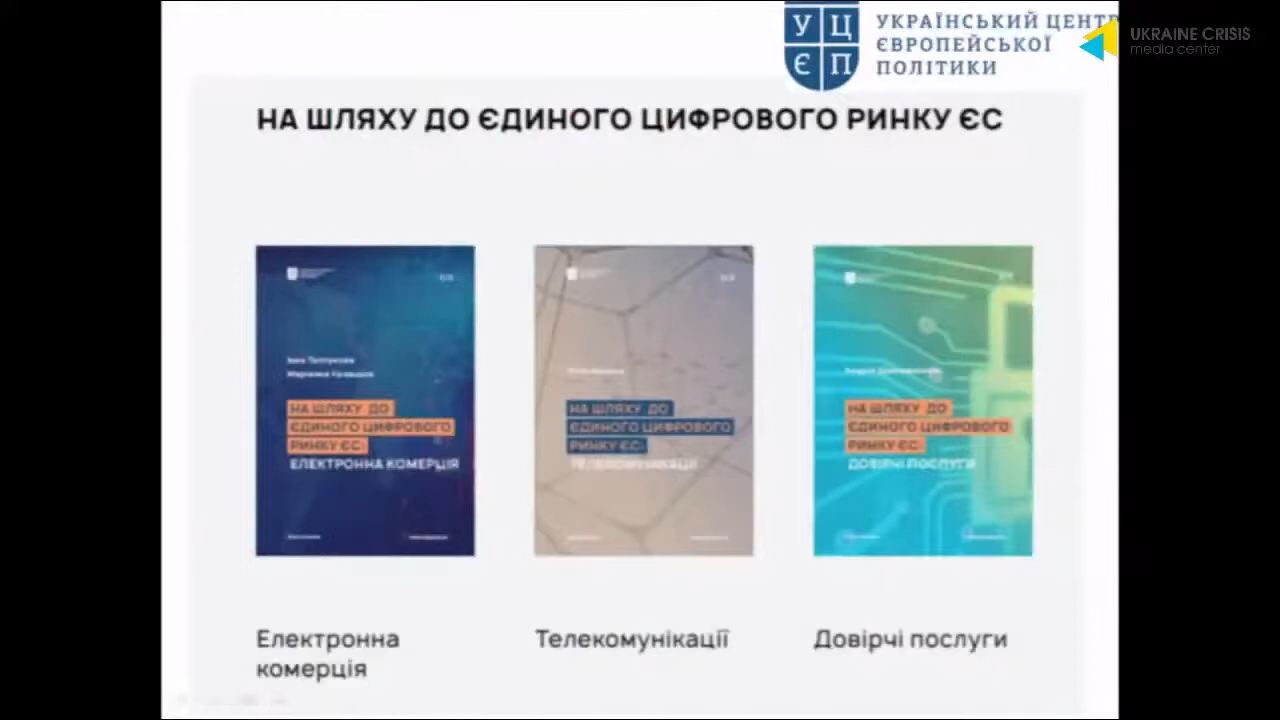 УЦ
ЄП
УКРАЇНСЬКИЙ ЦЕНТР
ЄВРОПЕЙСЬКОЇ
ПОЛІТИКИ
UKRAINE CRISIS
media center
НА ШЛЯХУ ДО ЄДИНОГО ЦИФРОВОГО РИНКУ ЄС
НА ШЛЯХУ ДО
ЄДИНОГО ЦИФРОВОГО
РИНКУ ЄС:
ЕЛЕКТРОННА КОМЕРЦІЯ
НА ШЛЯХУ ДО
ЄДИНОГО ЦИФРОВОГО
РИНКУ ЄС:
ТЕЛЕКОМУНІКАЦІЇ
НА ШЛЯХУ ДО
ЄДИНОГО ЦИФРОВОГО
РИНКУ ЄС:
ДОВІРЧІ ПОСЛУГИ
Електронна
комерція
Телекомунікації
Довірчі послуги